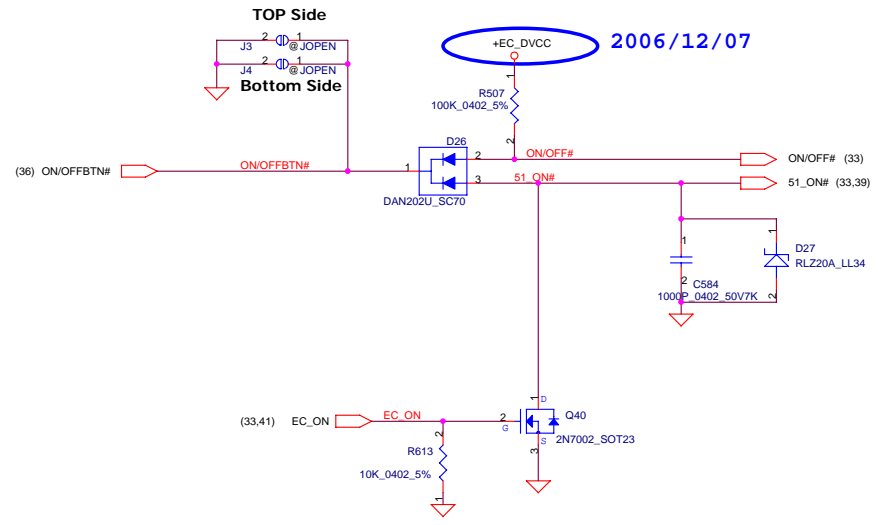 TOP Side
2 1
J3 @JOPEN
2 1
J4 @JOPEN
Bottom Side
+EC_DVCC
2006/12/07
1
R507
100K_0402_5%
2
D26
(36) ON/OFFBTN#
ON/OFFBTN#
1
2
ON/OFF#
ON/OFF# (33)
3
51_ON#
51_ON# (33,39)
DAN202U_SC70
1
D27
RLZ20A_LL34
2
1
2
C584
1000P_0402_50V7K
(33,41) EC_ON
EC_ON
2
G
1
D
Q40
2N7002_SOT23
S
3
2
R613
10K_0402_5%
1